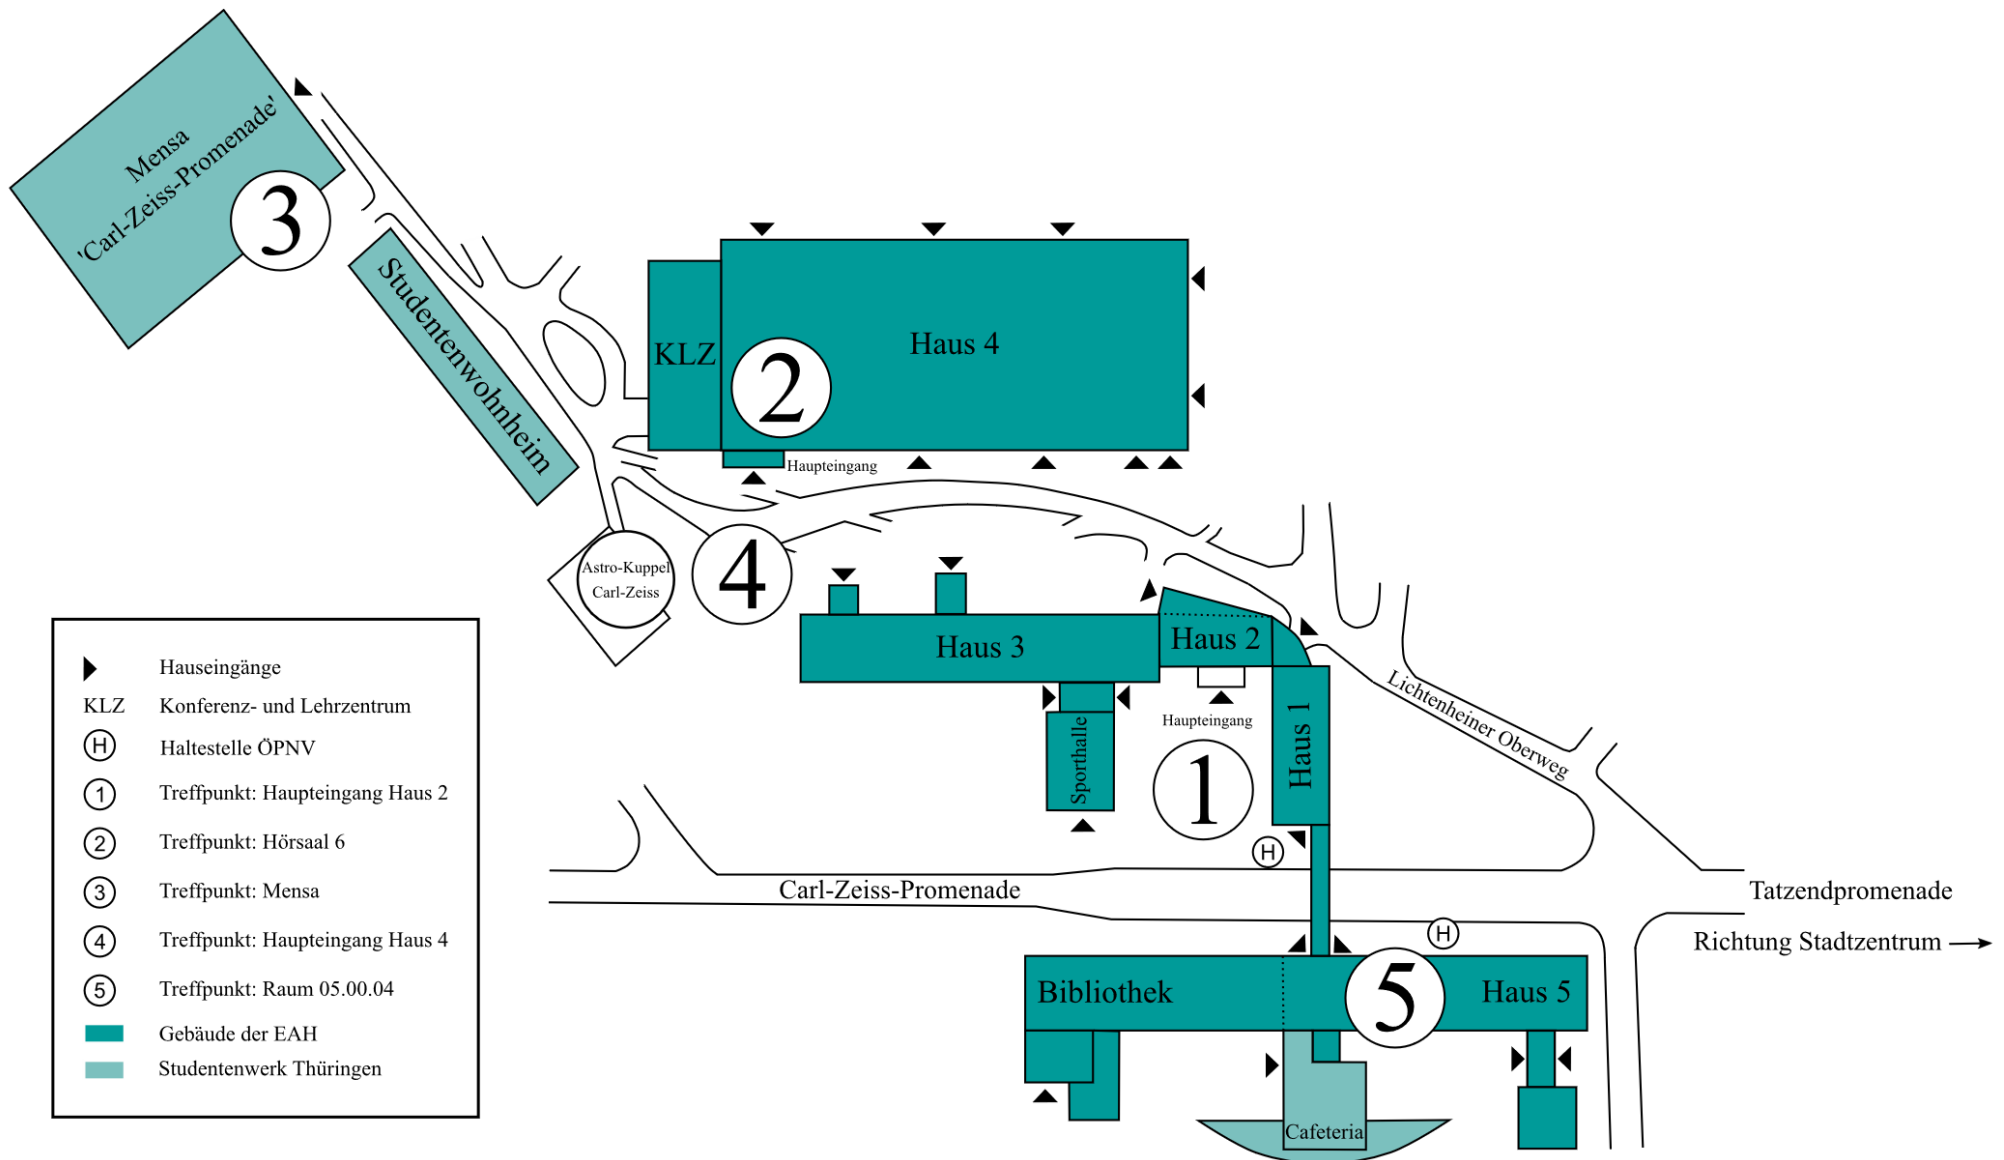 Mensa
'Carl-Zeiss-Promenade'
3
Studentenwohnheim
KLZ
2
Haus 4
Haupteingang
Astro-Kuppel
Carl-Zeiss
4
Haus 3
Haus 2
Haupteingang
Sporthalle
1
Haus 1
Lichtenheiner Oberweg
H
Carl-Zeiss-Promenade
Tatzendpromenade
H
Richtung Stadtzentrum
Bibliothek
5
Haus 5
Cafeteria
Hauseingänge
KLZ Konferenz- und Lehrzentrum
H Haltestelle ÖPNV
1 Treffpunkt: Haupteingang Haus 2
2 Treffpunkt: Hörsaal 6
3 Treffpunkt: Mensa
4 Treffpunkt: Haupteingang Haus 4
5 Treffpunkt: Raum 05.00.04
Gebäude der EAH
Studentenwerk Thüringen